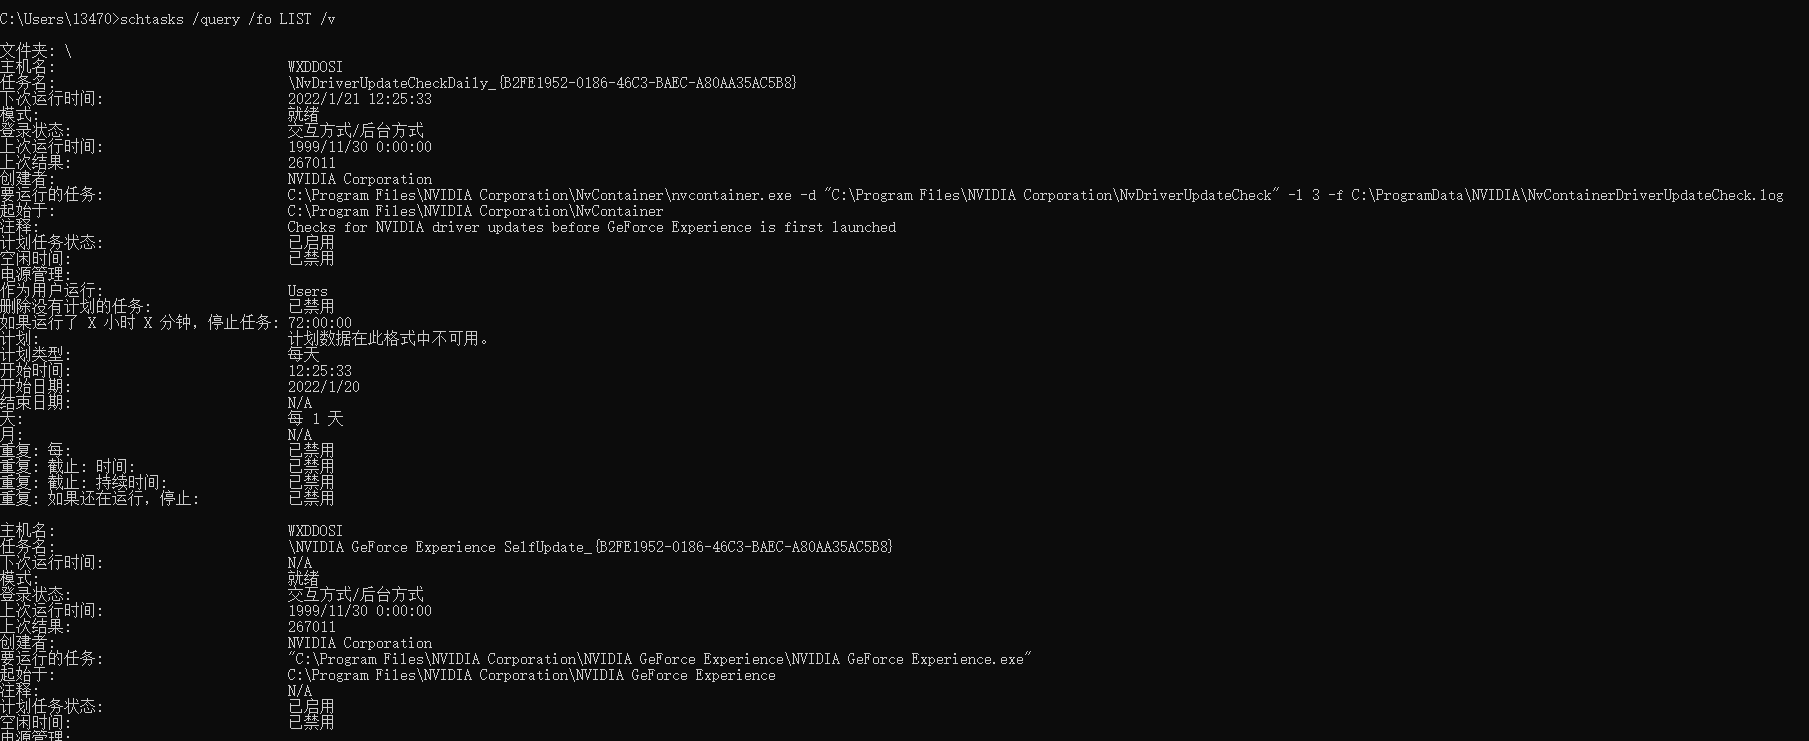 C:\Users\13470>schtasks /query /fo LIST /v
文件夹: \
主机名: WXDDOSI
任务名: \NvDriverUpdateCheckDaily_{B2FE1952-0186-46C3-BAEC-A80AA35AC5B8}
下次运行时间: 2022/1/21 12:25:33
模式: 就绪
登录状态: 交互方式/后台方式
上次运行时间: 1999/11/30 0:00:00
上次结果: 267011
创建者: NVIDIA Corporation
要运行的任务: C:\Program Files\NVIDIA Corporation\NvContainer\nvcontainer.exe -d "C:\Program Files\NVIDIA Corporation\NvDriverUpdateCheck" -l 3 -f C:\ProgramData\NVIDIA\NvContainerDriverUpdateCheck.log
起始于: C:\Program Files\NVIDIA Corporation\NvContainer
注释: Checks for NVIDIA driver updates before GeForce Experience is first launched
计划任务状态: 已启用
空闲时间: 已禁用
电源管理:
作为用户运行: Users
删除没有计划的任务: 已禁用
如果运行了 X 小时 X 分钟，停止任务: 72:00:00
计划: 计划数据在此格式中不可用。
计划类型: 每天
开始时间: 12:25:33
开始日期: 2022/1/20
结束日期: N/A
天: 每 1 天
月: N/A
重复: 每: 已禁用
重复: 截止: 时间: 已禁用
重复: 截止: 持续时间: 已禁用
重复: 如果还在运行，停止: 已禁用
主机名: WXDDOSI
任务名: \NVIDIA GeForce Experience SelfUpdate_{B2FE1952-0186-46C3-BAEC-A80AA35AC5B8}
下次运行时间: N/A
模式: 就绪
登录状态: 交互方式/后台方式
上次运行时间: 1999/11/30 0:00:00
上次结果: 267011
创建者: NVIDIA Corporation
要运行的任务: "C:\Program Files\NVIDIA Corporation\NVIDIA GeForce Experience\NVIDIA GeForce Experience.exe"
起始于: C:\Program Files\NVIDIA Corporation\NVIDIA GeForce Experience
注释: N/A
计划任务状态: 已启用
空闲时间: 已禁用
电源管理: